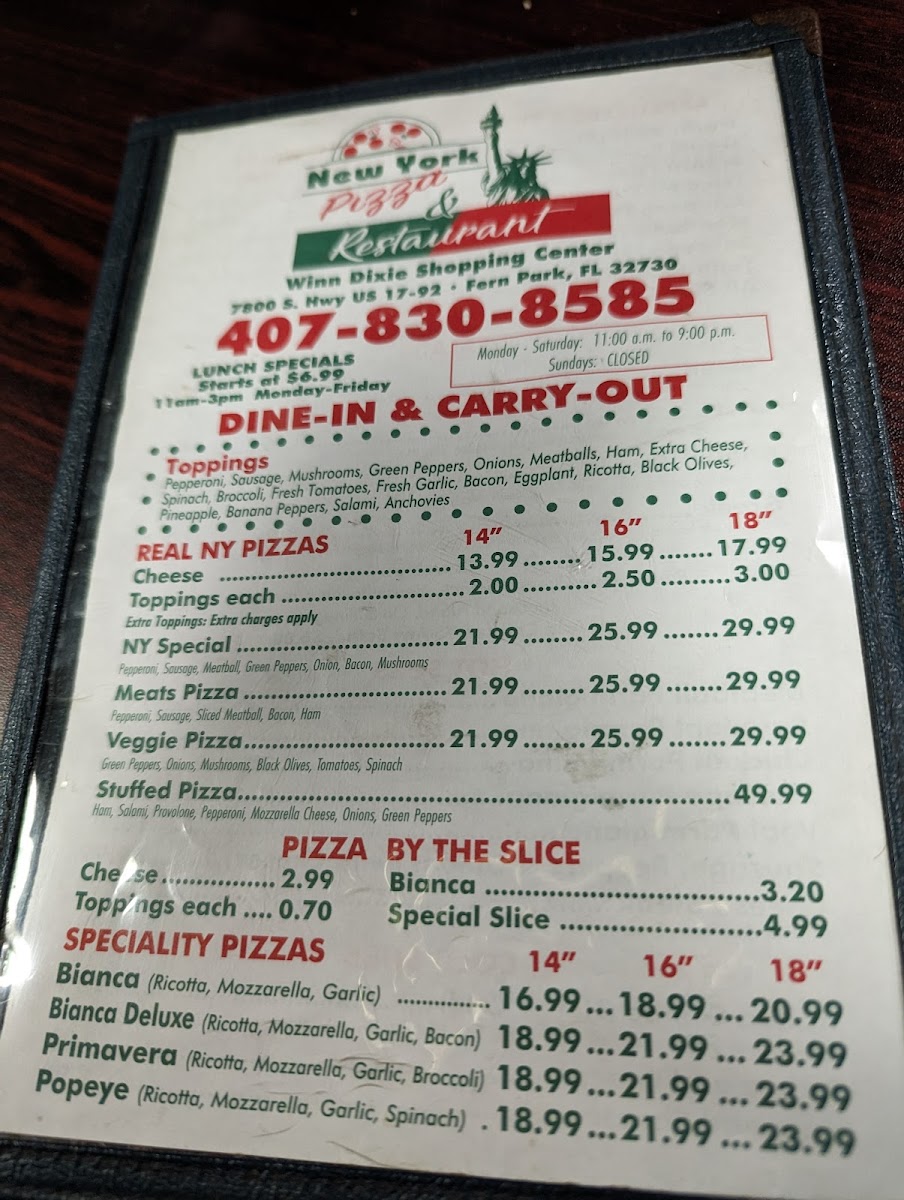 New York
Pizza
&
Restaurant
Winn Dixie Shopping Center
7800 S. Hwy US 17-92 • Fern Park, FL 32730
407-830-8585
LUNCH SPECIALS
Starts at $6.99
11am-3pm Monday-Friday
Monday - Saturday: 11:00 a.m. to 9:00 p.m.
Sundays: CLOSED
DINE-IN & CARRY-OUT
Toppings
Pepperoni, Sausage, Mushrooms, Green Peppers, Onions, Meatballs, Ham, Extra Cheese,
Spinach, Broccoli, Fresh Tomatoes, Fresh Garlic, Bacon, Eggplant, Ricotta, Black Olives,
Pineapple, Banana Peppers, Salami, Anchovies
REAL NY PIZZAS 14" 16" 18"
Cheese 13.99 15.99 17.99
Toppings each 2.00 2.50 3.00
Extra Toppings: Extra charges apply
NY Special 21.99 25.99 29.99
Pepperoni, Sausage, Meatball, Green Peppers, Onion, Bacon, Mushrooms
Meats Pizza 21.99 25.99 29.99
Pepperoni, Sausage, Sliced Meatball, Bacon, Ham
Veggie Pizza 21.99 25.99 29.99
Green Peppers, Onions, Mushrooms, Black Olives, Tomatoes, Spinach
Stuffed Pizza 49.99
Ham, Salami, Provolone, Pepperoni, Mozzarella Cheese, Onions, Green Peppers
PIZZA BY THE SLICE
Cheese 2.99 Bianca 3.20
Toppings each 0.70 Special Slice 4.99
SPECIALITY PIZZAS 14" 16" 18"
Bianca (Ricotta, Mozzarella, Garlic) 16.99 18.99 20.99
Bianca Deluxe (Ricotta, Mozzarella, Garlic, Bacon) 18.99 21.99 23.99
Primavera (Ricotta, Mozzarella, Garlic, Broccoli) 18.99 21.99 23.99
Popeye (Ricotta, Mozzarella, Garlic, Spinach) 18.99 21.99 23.99